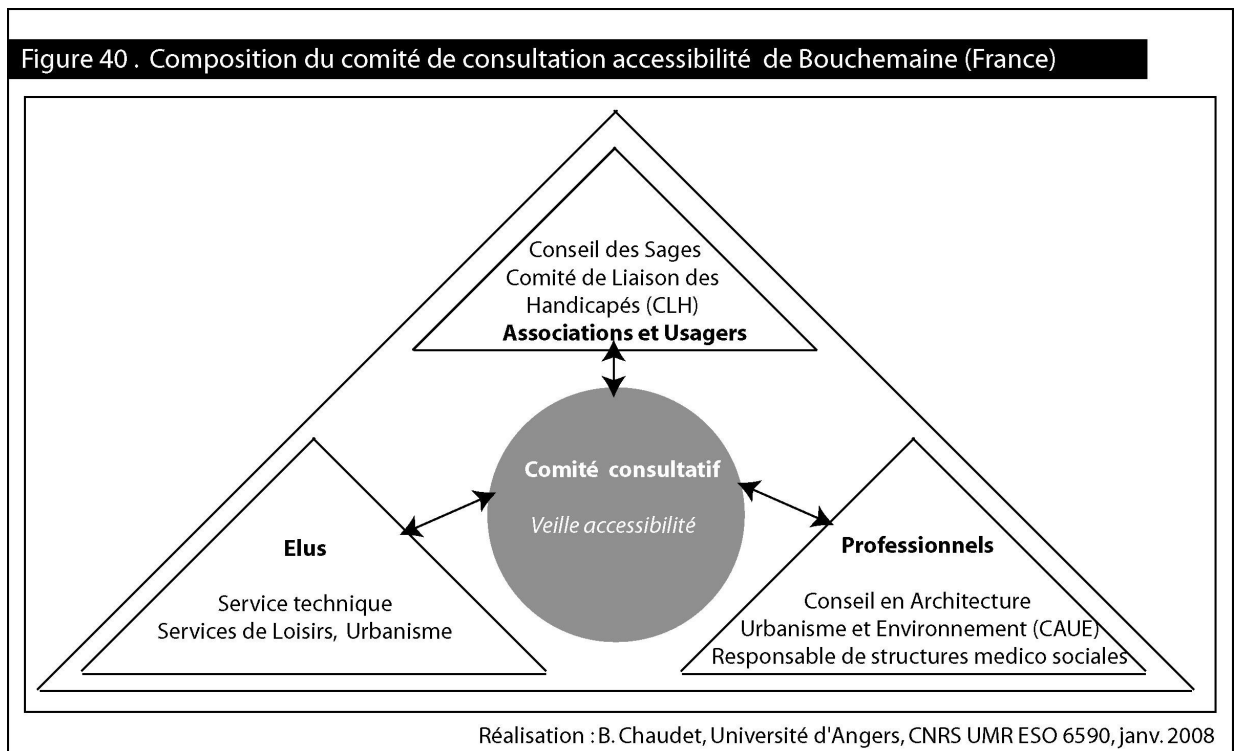 Figure 40 . Composition du comité de consultation accessibilité de Bouchemaine (France)
Conseil des Sages
Comité de Liaison des
Handicapés (CLH)
Associations et Usagers
Comité consultatif
Veille accessibilité
Elus
Service technique
Services de Loisirs, Urbanisme
Professionnels
Conseil en Architecture
Urbanisme et Environnement (CAUE)
Responsable de structures medico sociales
Réalisation : B. Chaudet, Université d'Angers, CNRS UMR ESO 6590, janv. 2008